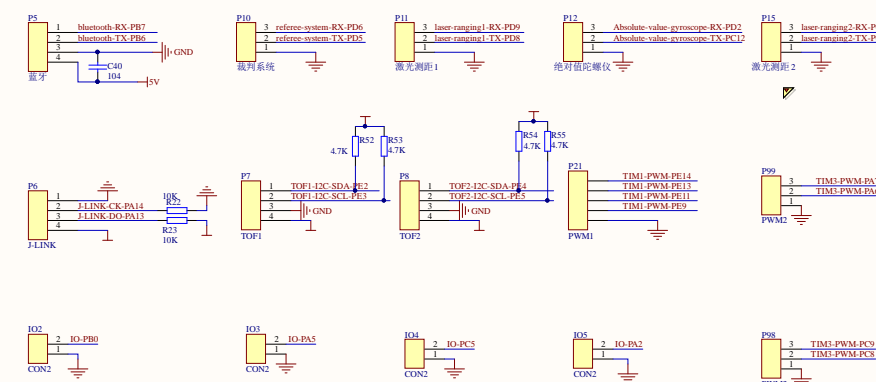 P5
1 bluetooth-RX-PB7
2 bluetooth-TX-PB6
3 GND
4
C40
104
5V
蓝牙
P10
3 referee-system-RX-PD6
2 referee-system-TX-PD5
1
裁判系统
P11
3 laser-ranging1-RX-PD9
2 laser-ranging1-TX-PD8
1
激光测距1
P12
3 Absolute-value-gyroscope-RX-PD2
2 Absolute-value-gyroscope-TX-PC12
1
绝对值陀螺仪
P15
3 laser-ranging2-RX-P
2 laser-ranging2-TX-P
1
激光测距2
P6
1
2 J-LINK-CK-PA14
3 J-LINK-DO-PA13
4
J-LINK
10K
R22
R23
10K
R52
4.7K
R53
4.7K
P7
1 TOF1-I2C-SDA-PE2
2 TOF1-I2C-SCL-PE3
3 GND
4
TOF1
R54
4.7K
R55
4.7K
P8
1 TOF2-I2C-SDA-PE4
2 TOF2-I2C-SCL-PE5
3 GND
4
TOF2
P21
TIM1-PWM-PE14
TIM1-PWM-PE13
TIM1-PWM-PE11
TIM1-PWM-PE9
PWM1
P99
3 TIM3-PWM-PA7
2 TIM3-PWM-PA6
1
PWM2
IO2
2 IO-PB0
1
CON2
IO3
2 IO-PA5
1
CON2
IO4
2 IO-PC5
1
CON2
IO5
2 IO-PA2
1
CON2
P98
3 TIM3-PWM-PC9
2 TIM3-PWM-PC8
1